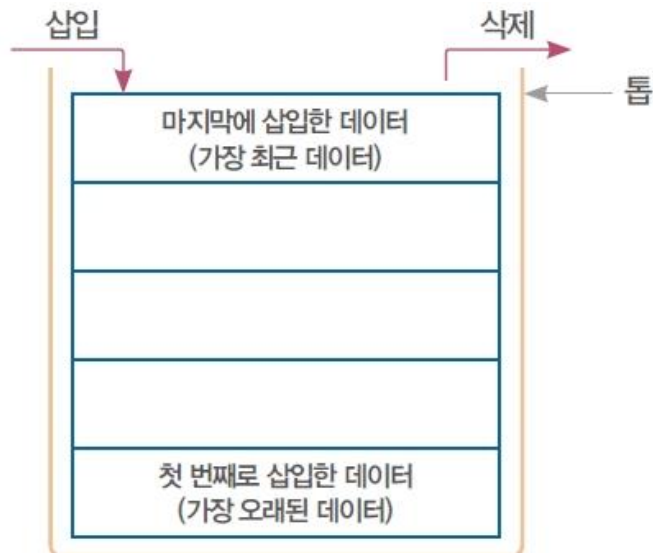 삽입
삭제
톱
마지막에 삽입한 데이터
(가장 최근 데이터)
첫 번째로 삽입한 데이터
(가장 오래된 데이터)